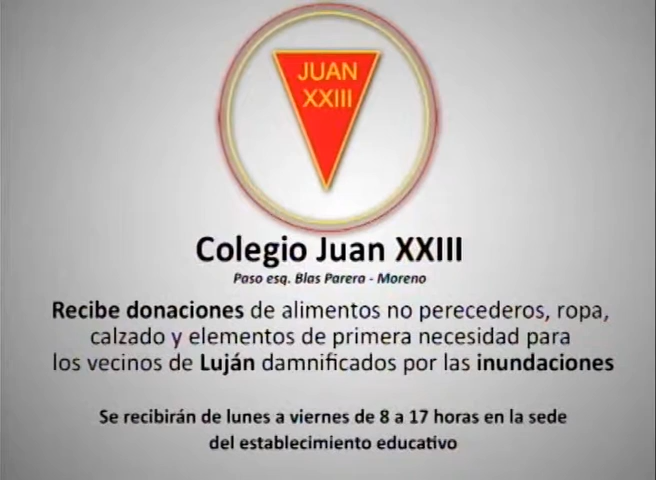 JUAN
XXIII
Colegio Juan XXIII
Paso esq. Blas Parera - Moreno
Recibe donaciones de alimentos no perecederos, ropa,
calzado y elementos de primera necesidad para
los vecinos de Luján damnificados por las inundaciones
Se recibirán de lunes a viernes de 8 a 17 horas en la sede
del establecimiento educativo